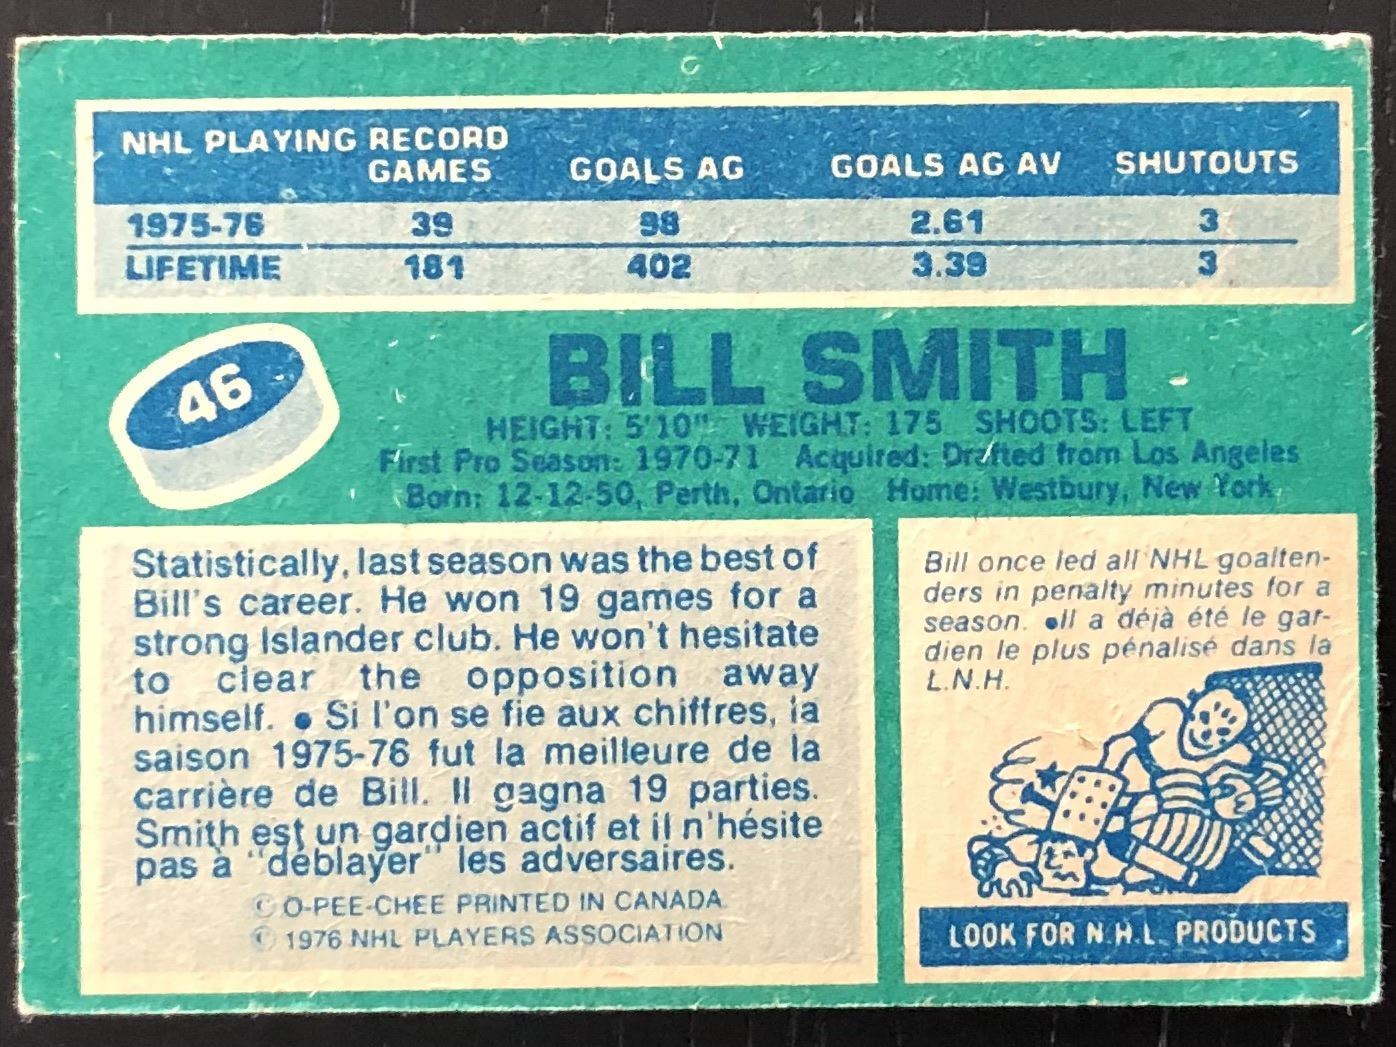 NHL PLAYING RECORD
GAMES GOALS AG GOALS AG AV SHUTOUTS
1975-76 39 98 2.61 3
LIFETIME 181 402 3.39 3
46
BILL SMITH
HEIGHT: 5'10" WEIGHT: 175 SHOOTS: LEFT
First Pro Season: 1970-71 Acquired: Drafted from Los Angeles
Born: 12-12-50, Perth, Ontario Home: Westbury, New York
Statistically, last season was the best of
Bill's career. He won 19 games for a
strong Islander club. He won't hesitate
to clear the opposition away
himself. ● Si l'on se fie aux chiffres, la
saison 1975-76 fut la meilleure de la
carrière de Bill. Il gagna 19 parties.
Smith est un gardien actif et il n'hésite
pas à "déblayer" les adversaires.
© O-PEE-CHEE PRINTED IN CANADA
© 1976 NHL PLAYERS ASSOCIATION
Bill once led all NHL goalten-
ders in penalty minutes for a
season. ●Il a déjà été le gar-
dien le plus pénalisé dans la
L.N.H.
LOOK FOR N.H.L. PRODUCTS